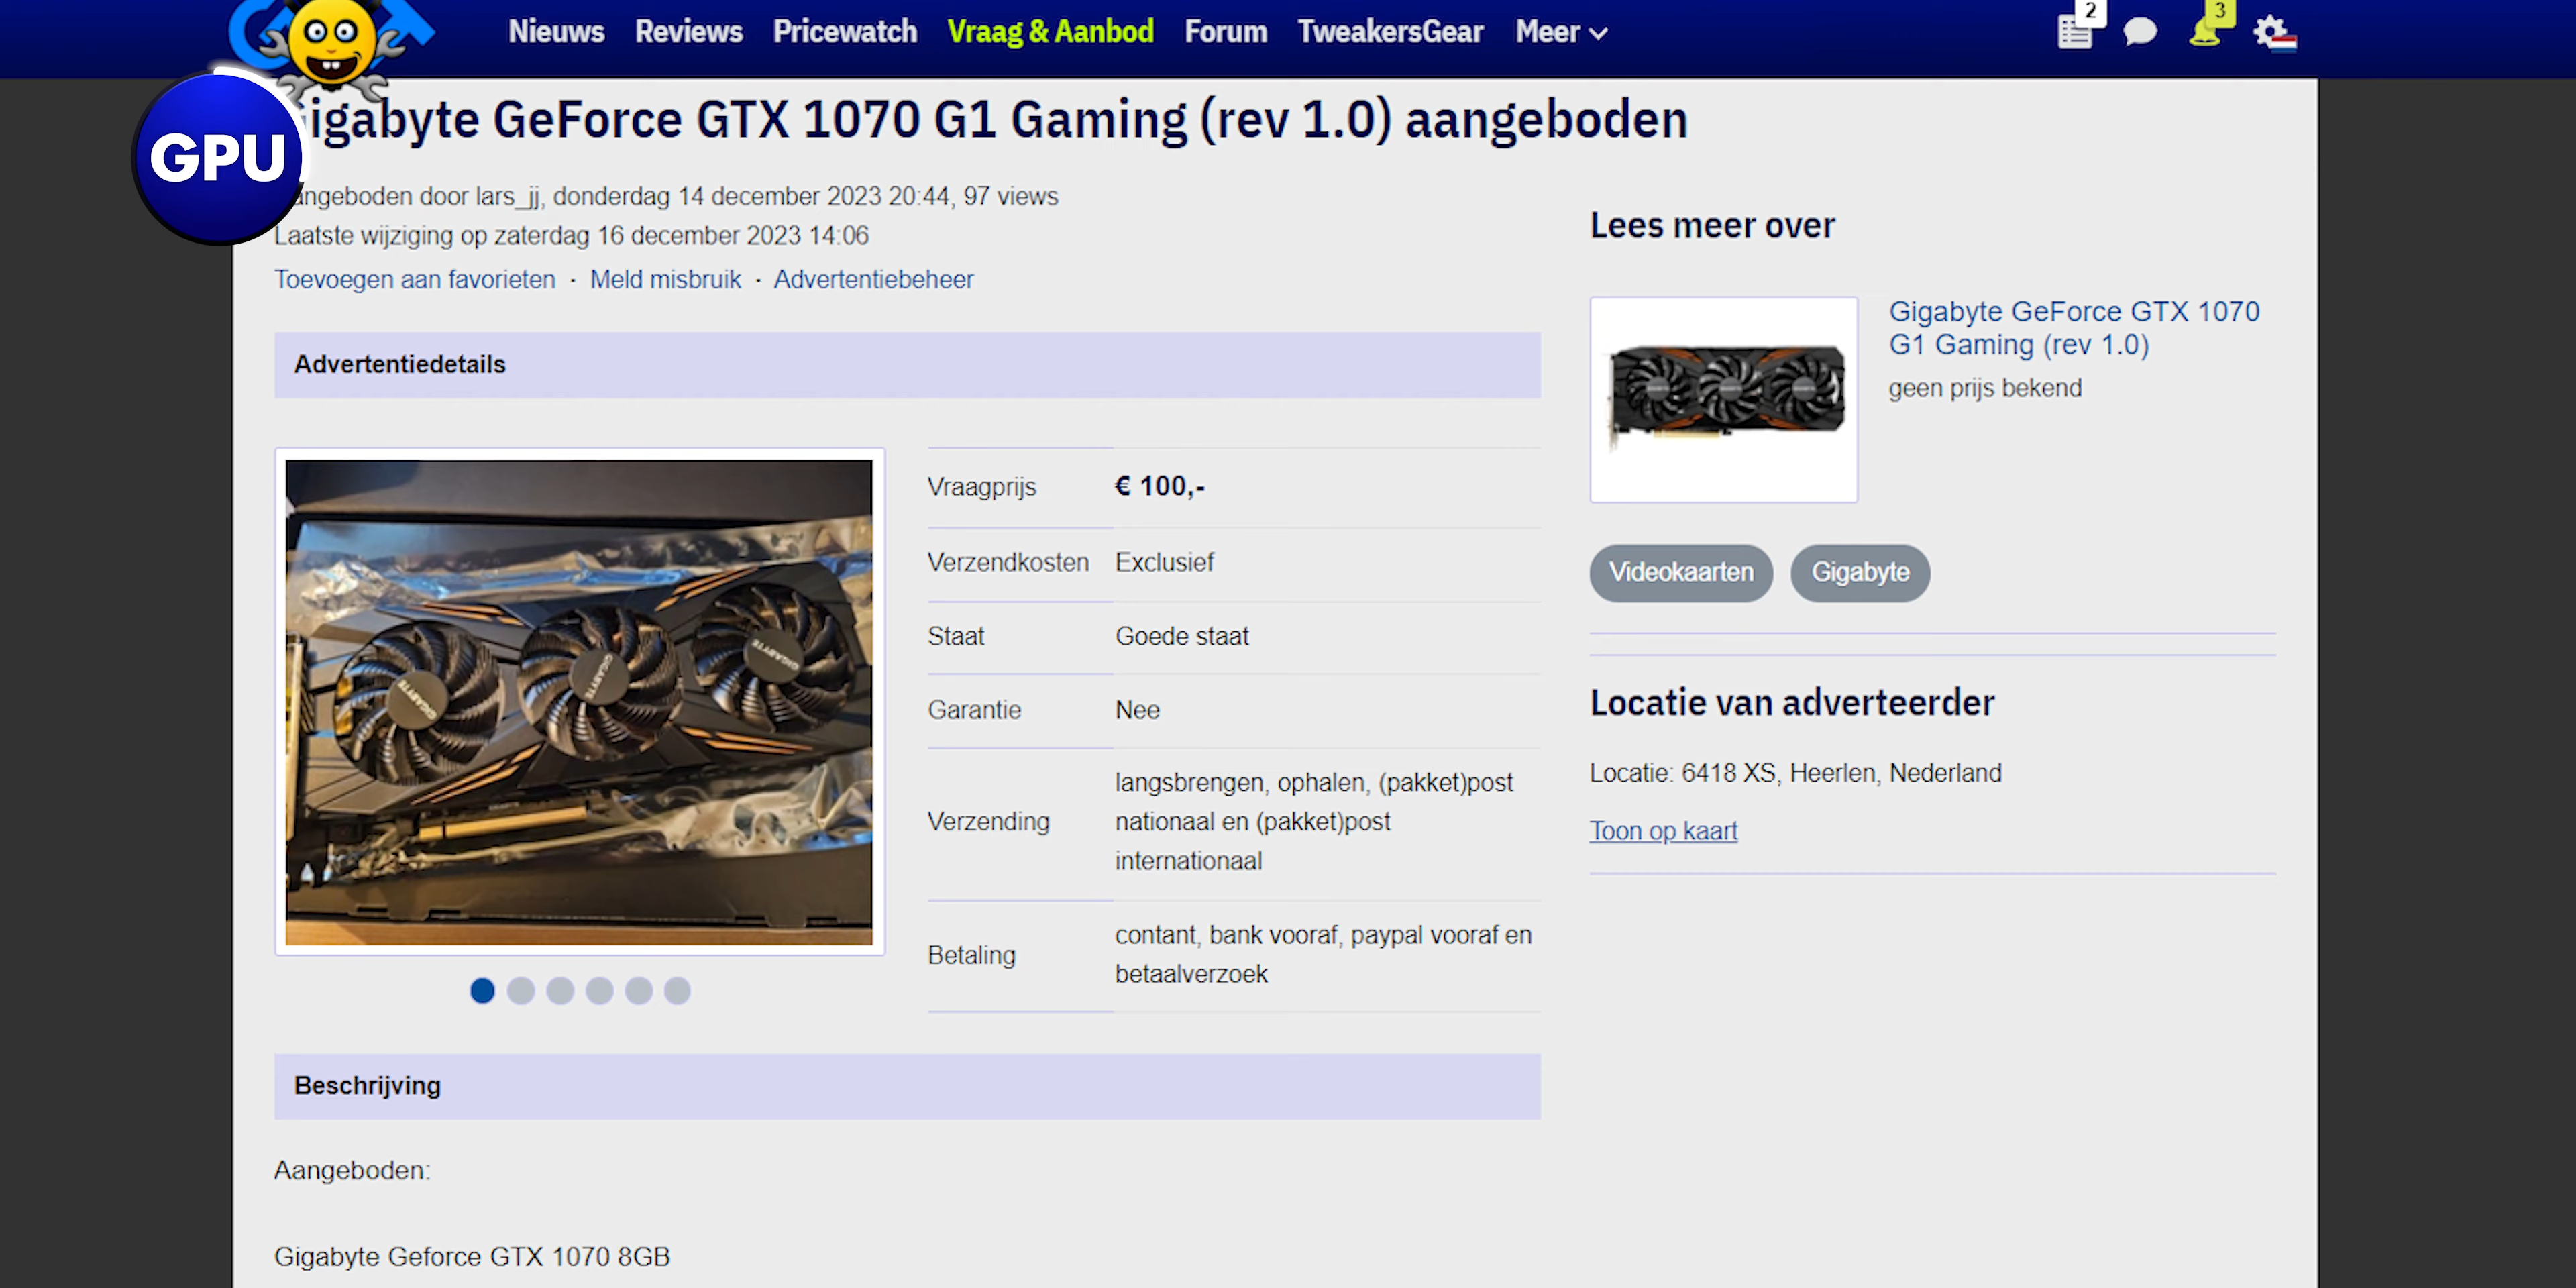 Nieuws Reviews Pricewatch Vraag & Aanbod Forum TweakersGear Meer
2
3
GPU
igabyte GeForce GTX 1070 G1 Gaming (rev 1.0) aangeboden
angeboden door lars_jj, donderdag 14 december 2023 20:44, 97 views
Laatste wijziging op zaterdag 16 december 2023 14:06
Toevoegen aan favorieten · Meld misbruik · Advertentiebeheer
Advertentiedetails
GIGABYTE
GIGABYTE
GIGABYTE
Vraagprijs € 100,-
Verzendkosten Exclusief
Staat Goede staat
Garantie Nee
Verzending langsbrengen, ophalen, (pakket)post
nationaal en (pakket)post
internationaal
Betaling contant, bank vooraf, paypal vooraf en
betaalverzoek
Beschrijving
Aangeboden:
Gigabyte Geforce GTX 1070 8GB
Lees meer over
Gigabyte GeForce GTX 1070
G1 Gaming (rev 1.0)
geen prijs bekend
Videokaarten Gigabyte
Locatie van adverteerder
Locatie: 6418 XS, Heerlen, Nederland
Toon op kaart